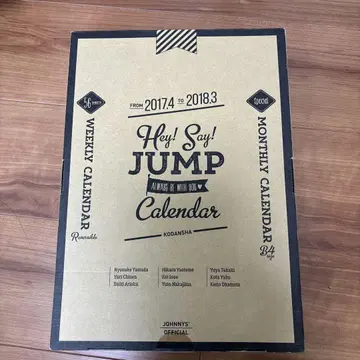 FROM 2017.4 TO 2018.3
56
WEEKLY CALENDAR
Special
MONTHLY CALENDAR
B4
Hey! Say!
JUMP
ALWAYS BE WITH YOU
Calendar
KODANSHA
Ryosuke Yamada
Yuri Chinen
Daiki Arioka
Hikaru Yaotome
Kei Inoo
Yuto Nakajima
Yuya Takaki
Kota Yabu
Keito Okamoto
JOHNNYS'
OFFICIAL